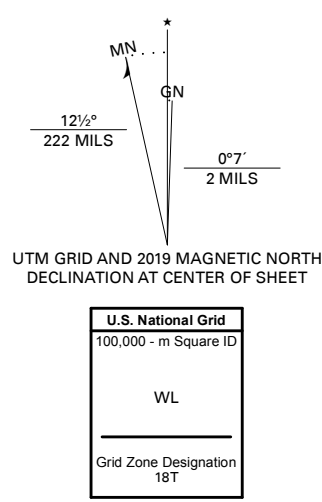 ★
MN
GN
12½°
222 MILS
0°7´
2 MILS
UTM GRID AND 2019 MAGNETIC NORTH
DECLINATION AT CENTER OF SHEET
U.S. National Grid
100,000 - m Square ID
WL
Grid Zone Designation
18T